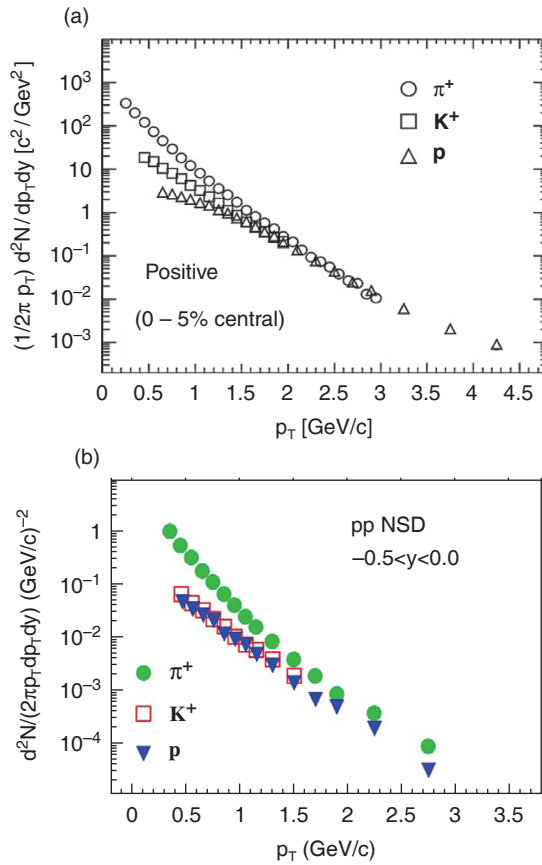 (a)
(1/2π p_T) d²N/dp_Tdy [c²/Gev²]
10³
10²
10
1
10⁻¹
10⁻²
10⁻³
π⁺
K⁺
p
Positive
(0 – 5% central)
0 0.5 1 1.5 2 2.5 3 3.5 4 4.5
p_T [GeV/c]
(b)
d²N/(2πp_Tdp_Tdy) (GeV/c)⁻²
1
10⁻¹
10⁻²
10⁻³
10⁻⁴
pp NSD
−0.5<y<0.0
π⁺
K⁺
p
0 0.5 1 1.5 2 2.5 3 3.5
p_T (GeV/c)